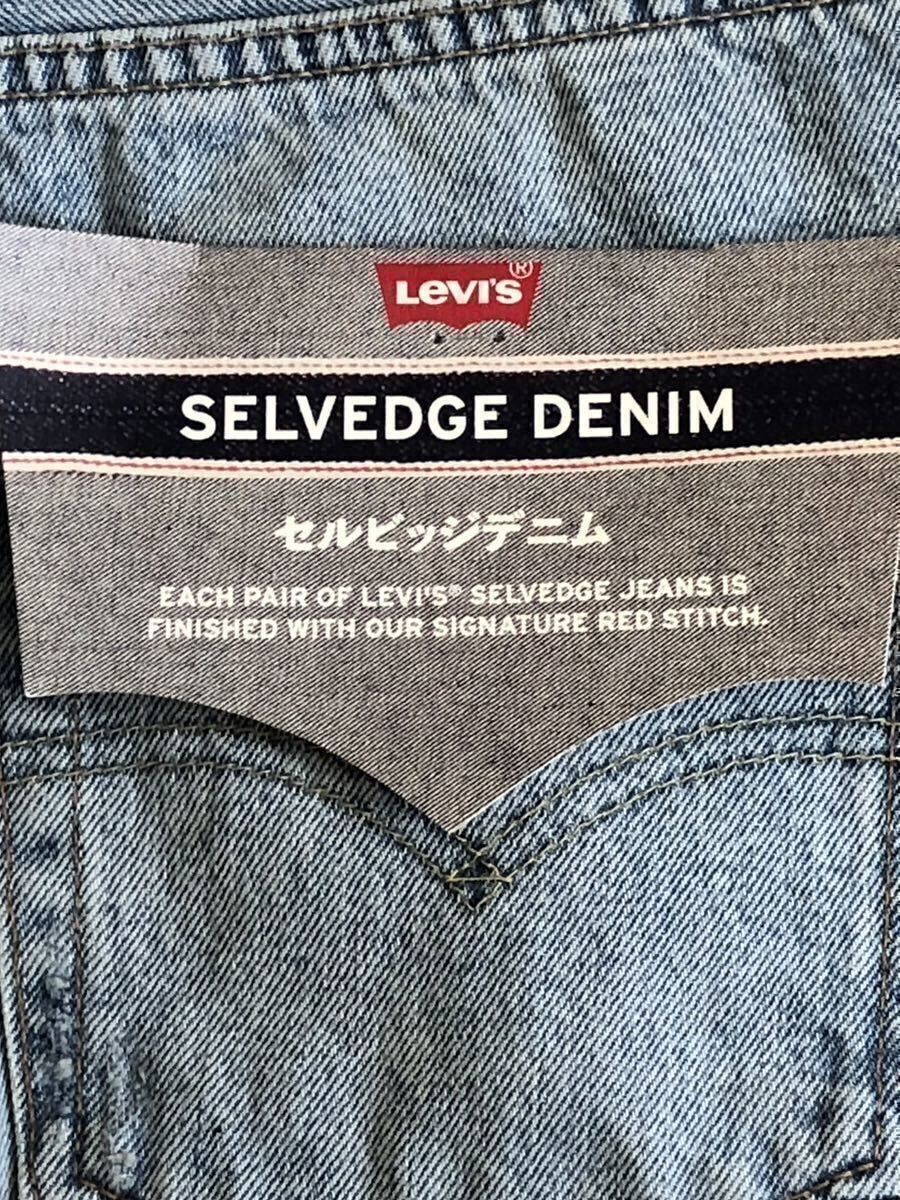 LEVI'S®
SELVEDGE DENIM
セルビッジデニム
EACH PAIR OF LEVI'S® SELVEDGE JEANS IS
FINISHED WITH OUR SIGNATURE RED STITCH.